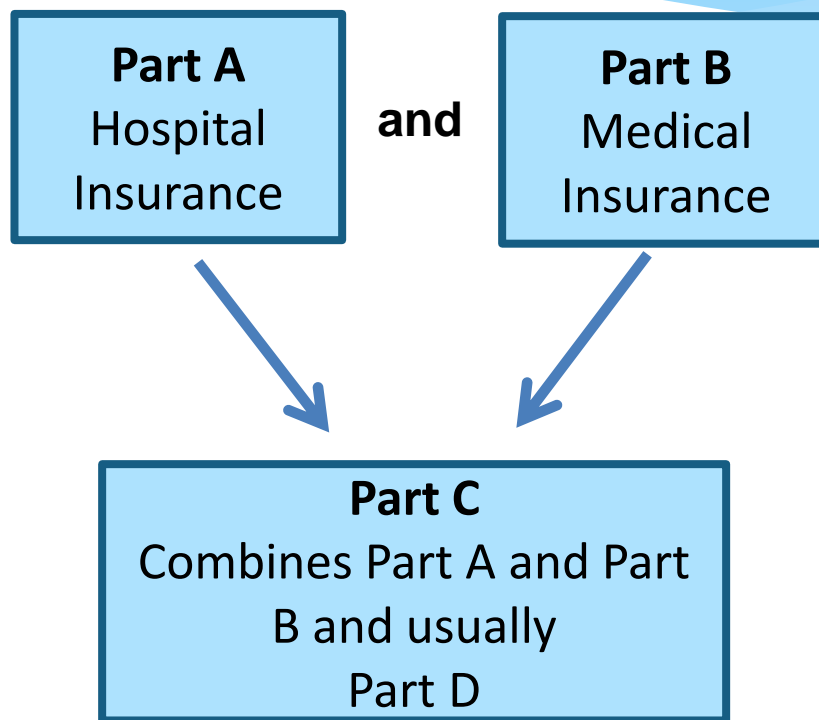 Part A
Hospital
Insurance
and
Part B
Medical
Insurance
Part C
Combines Part A and Part
B and usually
Part D